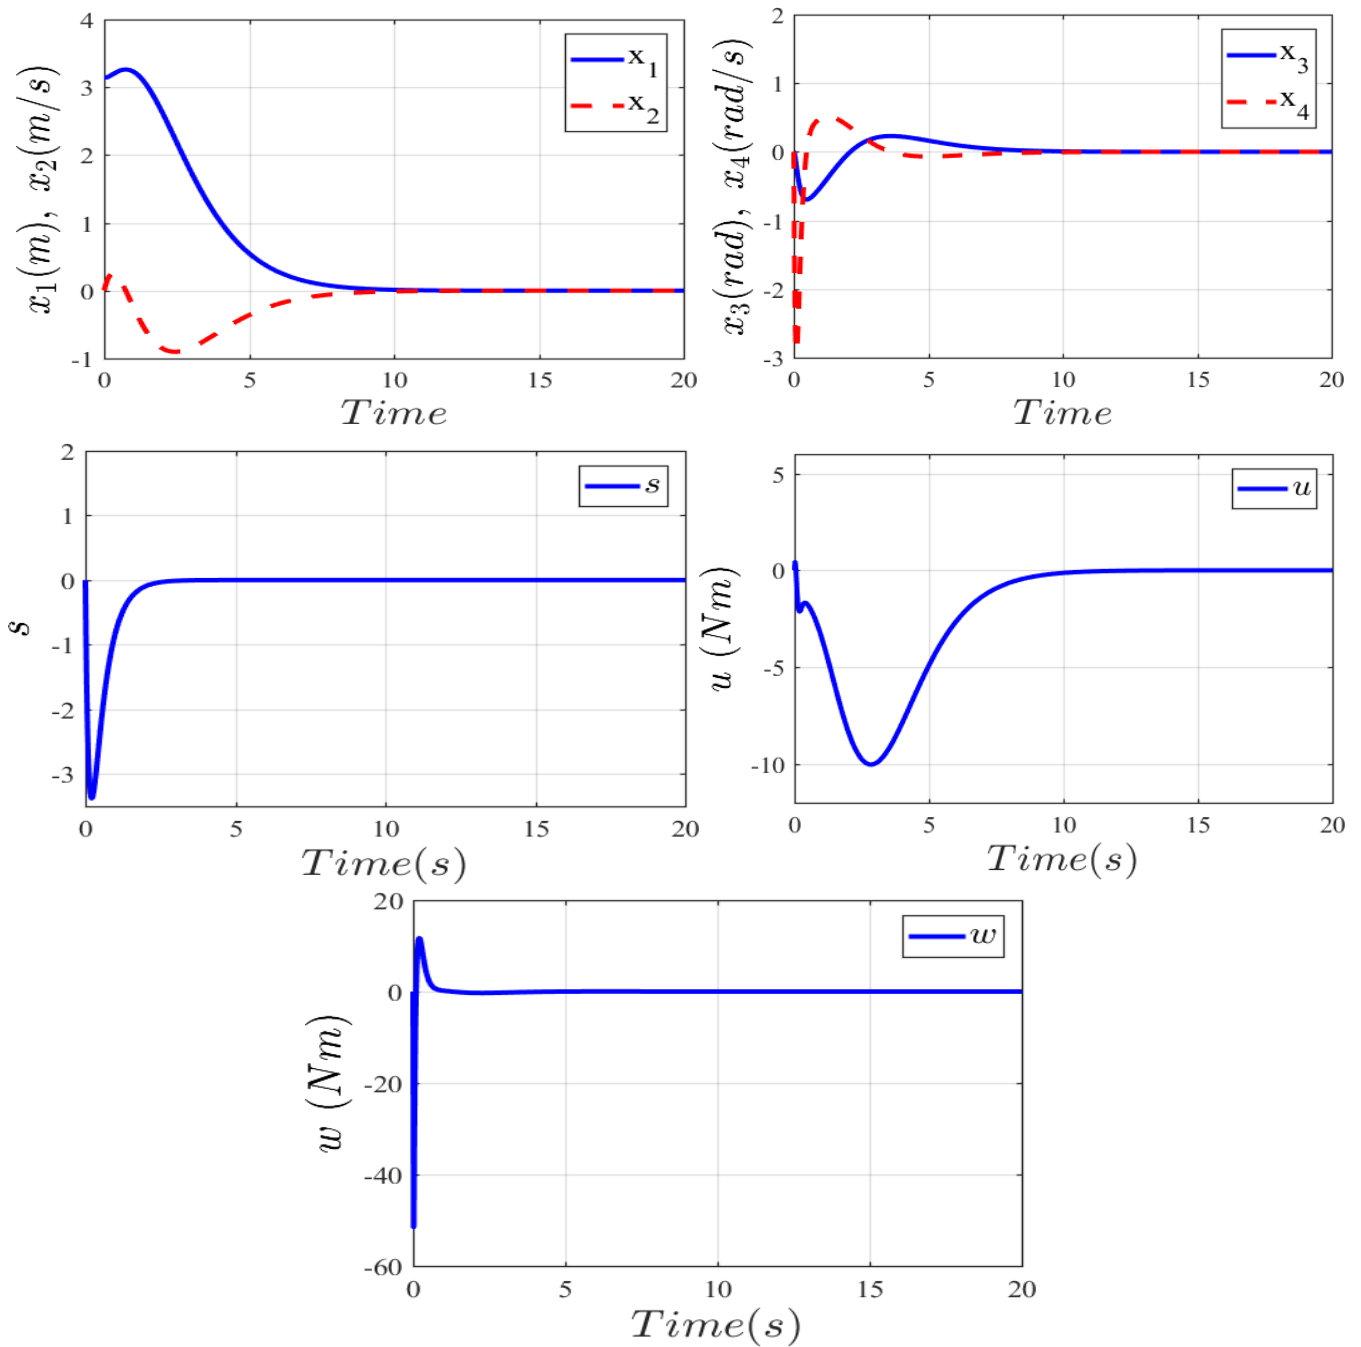 x₁(m), x₂(m/s)
4
3
2
1
0
-1
x₁
x₂
0 5 10 15 20
Time
x₃(rad), x₄(rad/s)
2
1
0
-1
-2
-3
x₃
x₄
0 5 10 15 20
Time
s
2
1
0
-1
-2
-3
s
0 5 10 15 20
Time(s)
u (Nm)
5
0
-5
-10
u
0 5 10 15 20
Time(s)
w (Nm)
20
0
-20
-40
-60
w
0 5 10 15 20
Time(s)